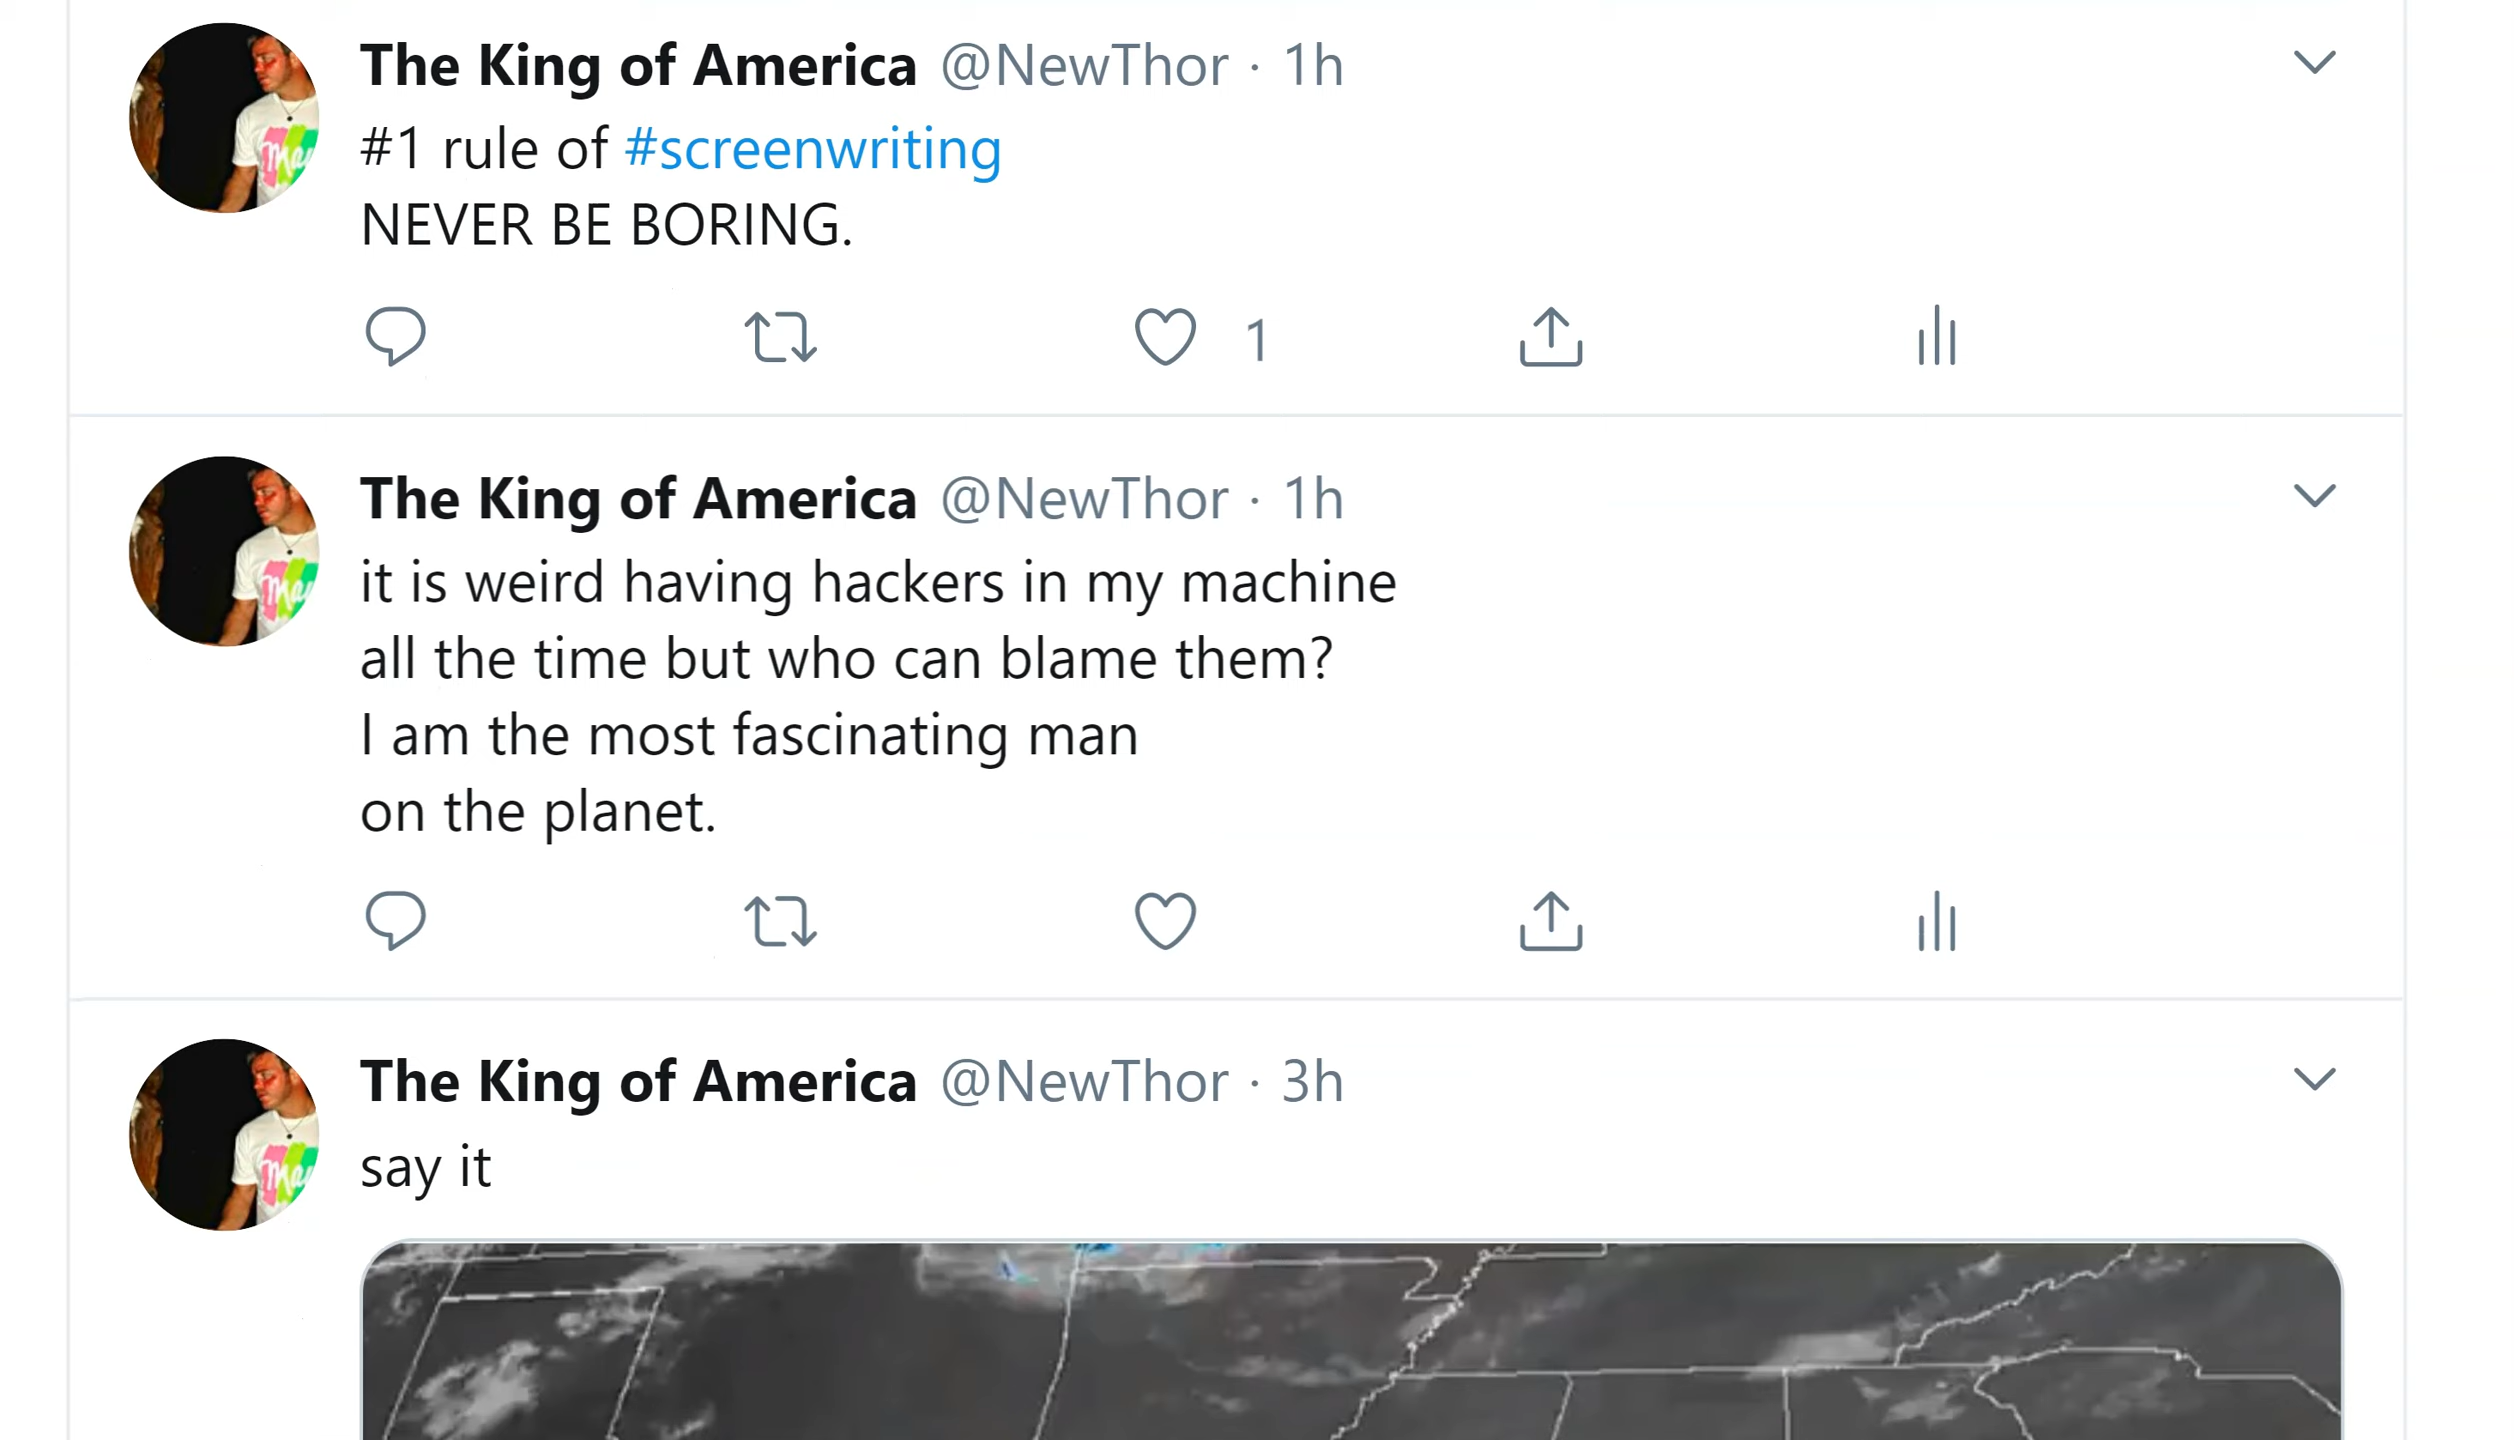 The King of America @NewThor · 1h
#1 rule of #screenwriting
NEVER BE BORING.
1
The King of America @NewThor · 1h
it is weird having hackers in my machine
all the time but who can blame them?
I am the most fascinating man
on the planet.
The King of America @NewThor · 3h
say it